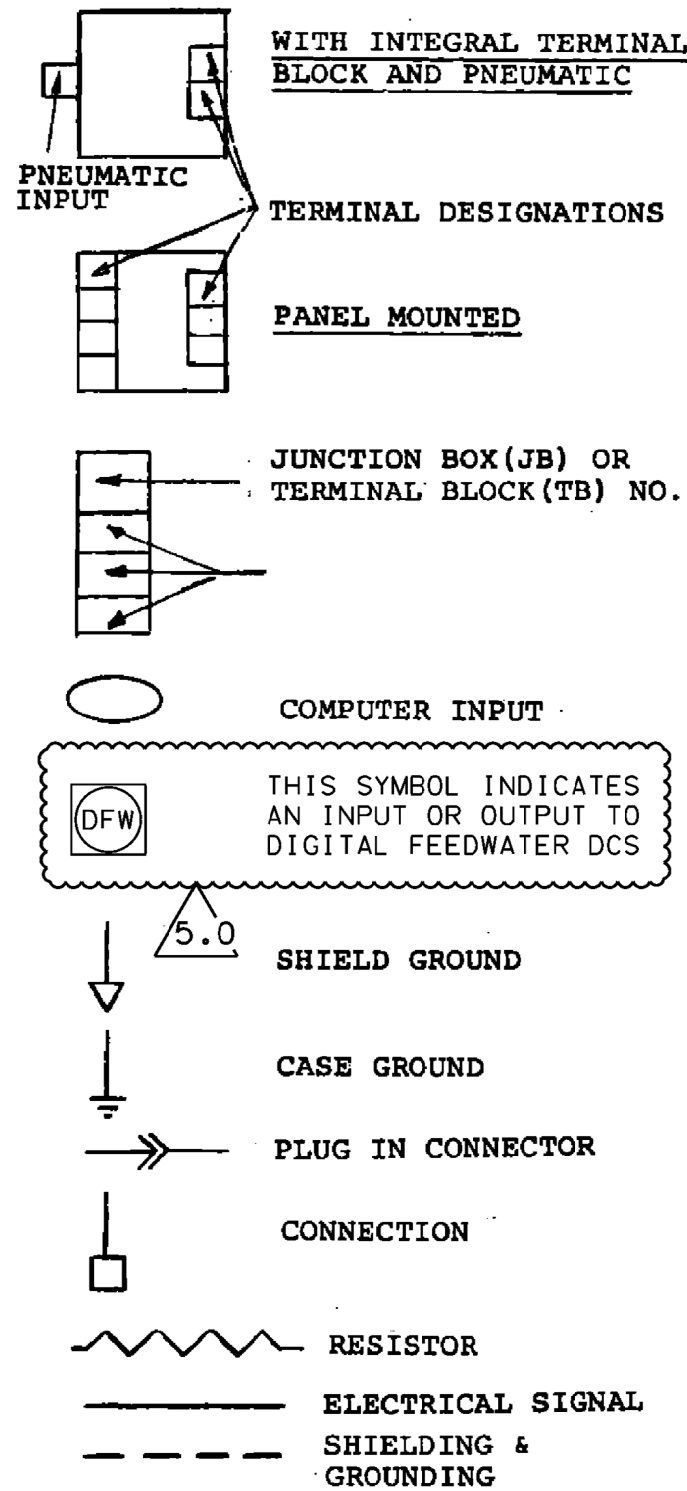 WITH INTEGRAL TERMINAL
BLOCK AND PNEUMATIC
PNEUMATIC
INPUT
TERMINAL DESIGNATIONS
PANEL MOUNTED
JUNCTION BOX(JB) OR
TERMINAL BLOCK(TB) NO.
COMPUTER INPUT
DFW
THIS SYMBOL INDICATES
AN INPUT OR OUTPUT TO
DIGITAL FEEDWATER DCS
5.0
SHIELD GROUND
CASE GROUND
PLUG IN CONNECTOR
CONNECTION
RESISTOR
ELECTRICAL SIGNAL
SHIELDING &
GROUNDING